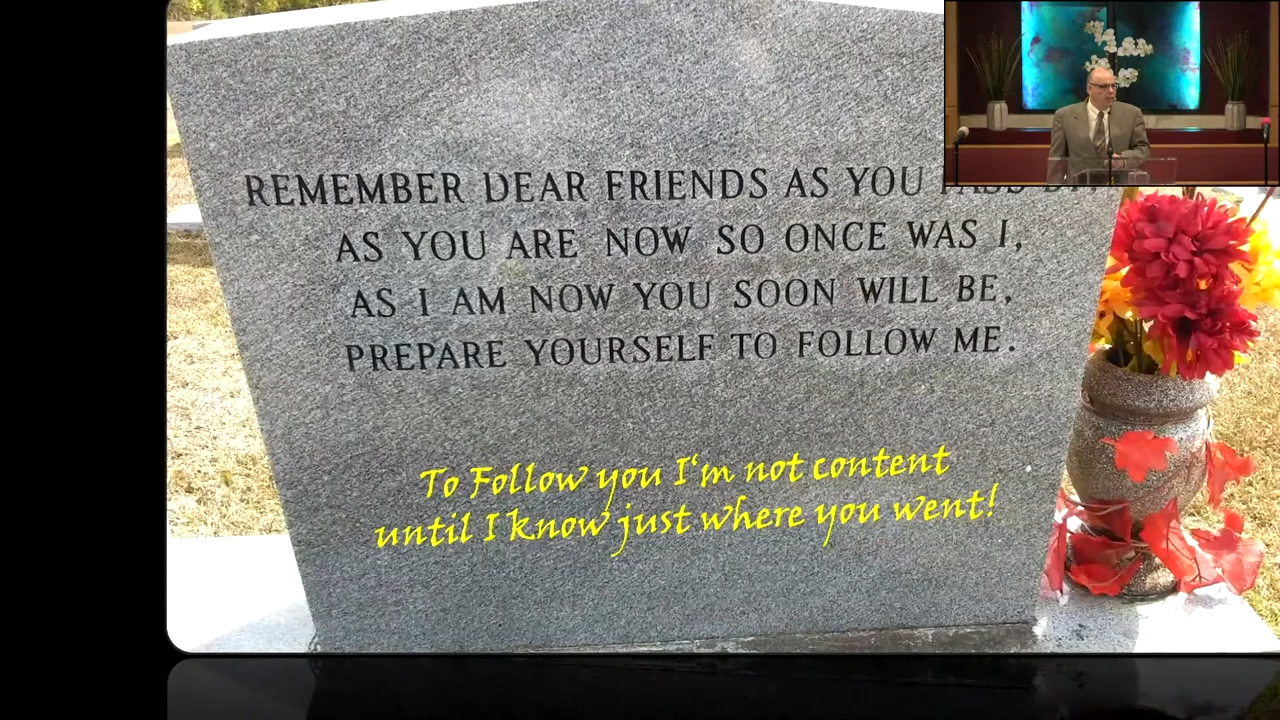 REMEMBER DEAR FRIENDS AS YOU
AS YOU ARE NOW SO ONCE WAS I,
AS I AM NOW YOU SOON WILL BE,
PREPARE YOURSELF TO FOLLOW ME.
To Follow you I'm not content
until I know just where you went!